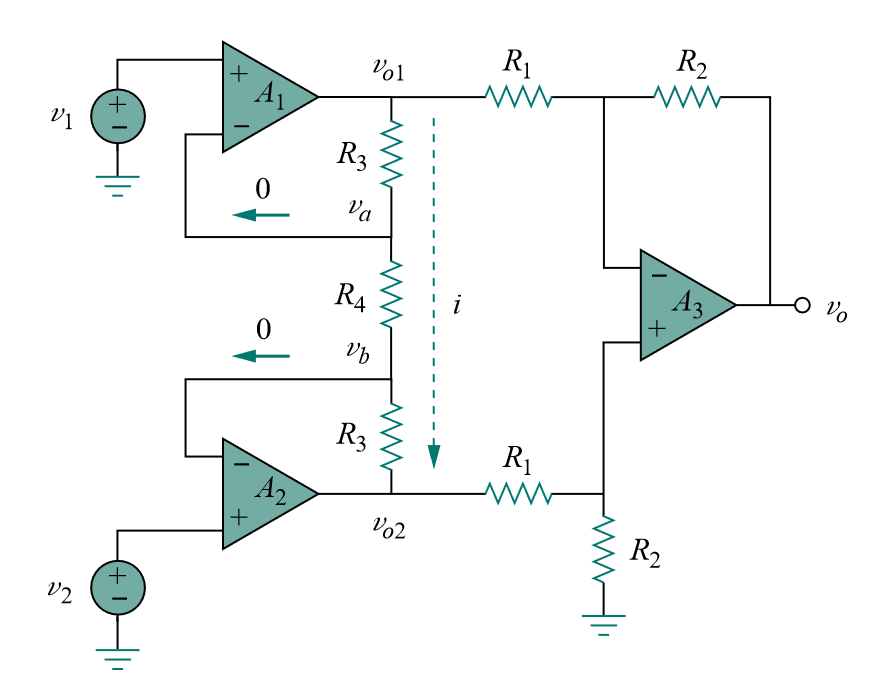 v1
+
−
+
A1
−
vo1
R1
R2
R3
0
va
R4
i
0
vb
R3
−
A3
+
vo
−
A2
+
vo2
R1
R2
v2
+
−